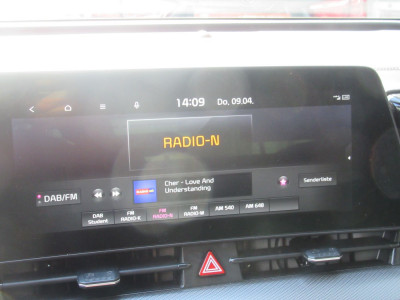 14:09 Do, 09.04.
RADIO-N
Cher - Love And
Understanding
DAB/FM
Senderliste
DAB
Student
FM
RADIO-K
FM
RADIO-N
FM
RADIO-M
AM 540
AM 648